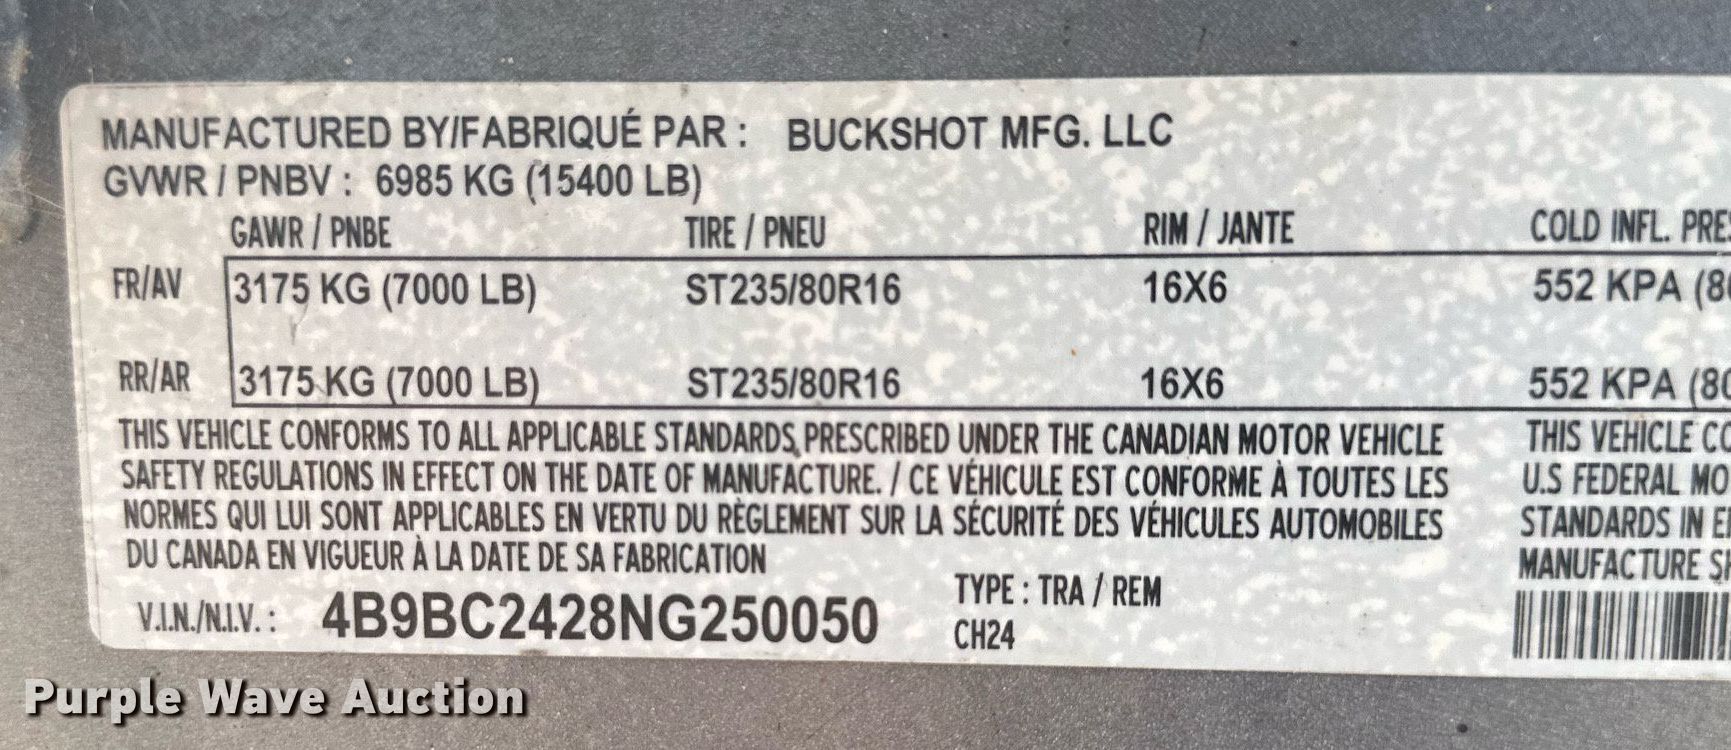 MANUFACTURED BY/FABRIQUÉ PAR : BUCKSHOT MFG. LLC
GVWR / PNBV : 6985 KG (15400 LB)
GAWR / PNBE TIRE / PNEU RIM / JANTE COLD INFL.
FR/AV 3175 KG (7000 LB) ST235/80R16 16X6 552 KPA
RR/AR 3175 KG (7000 LB) ST235/80R16 16X6 552 KPA
THIS VEHICLE CONFORMS TO ALL APPLICABLE STANDARDS PRESCRIBED UNDER THE CANADIAN MOTOR VEHICLE
SAFETY REGULATIONS IN EFFECT ON THE DATE OF MANUFACTURE. / CE VÉHICULE EST CONFORME À TOUTES LES
NORMES QUI LUI SONT APPLICABLES EN VERTU DU RÈGLEMENT SUR LA SÉCURITÉ DES VÉHICULES AUTOMOBILES
DU CANADA EN VIGUEUR À LA DATE DE SA FABRICATION
THIS VEHICLE
U.S FEDERAL
STANDARDS IN
MANUFACTURE
V.I.N./N.I.V. : 4B9BC2428NG250050
TYPE : TRA / REM
CH24
Purple Wave Auction